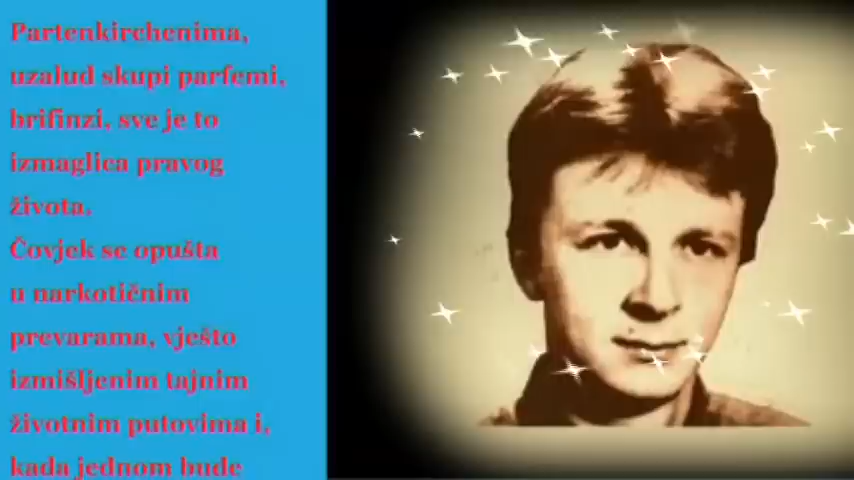 Partenkirchenima,
uzalud skupi parfemi,
brifinzi, sve je to
izmaglica pravog
života.
Čovjek se opušta
u narkotičnim
prevarama, vješto
izmišljenim tajnim
životnim putovima i,
kada jednom bude